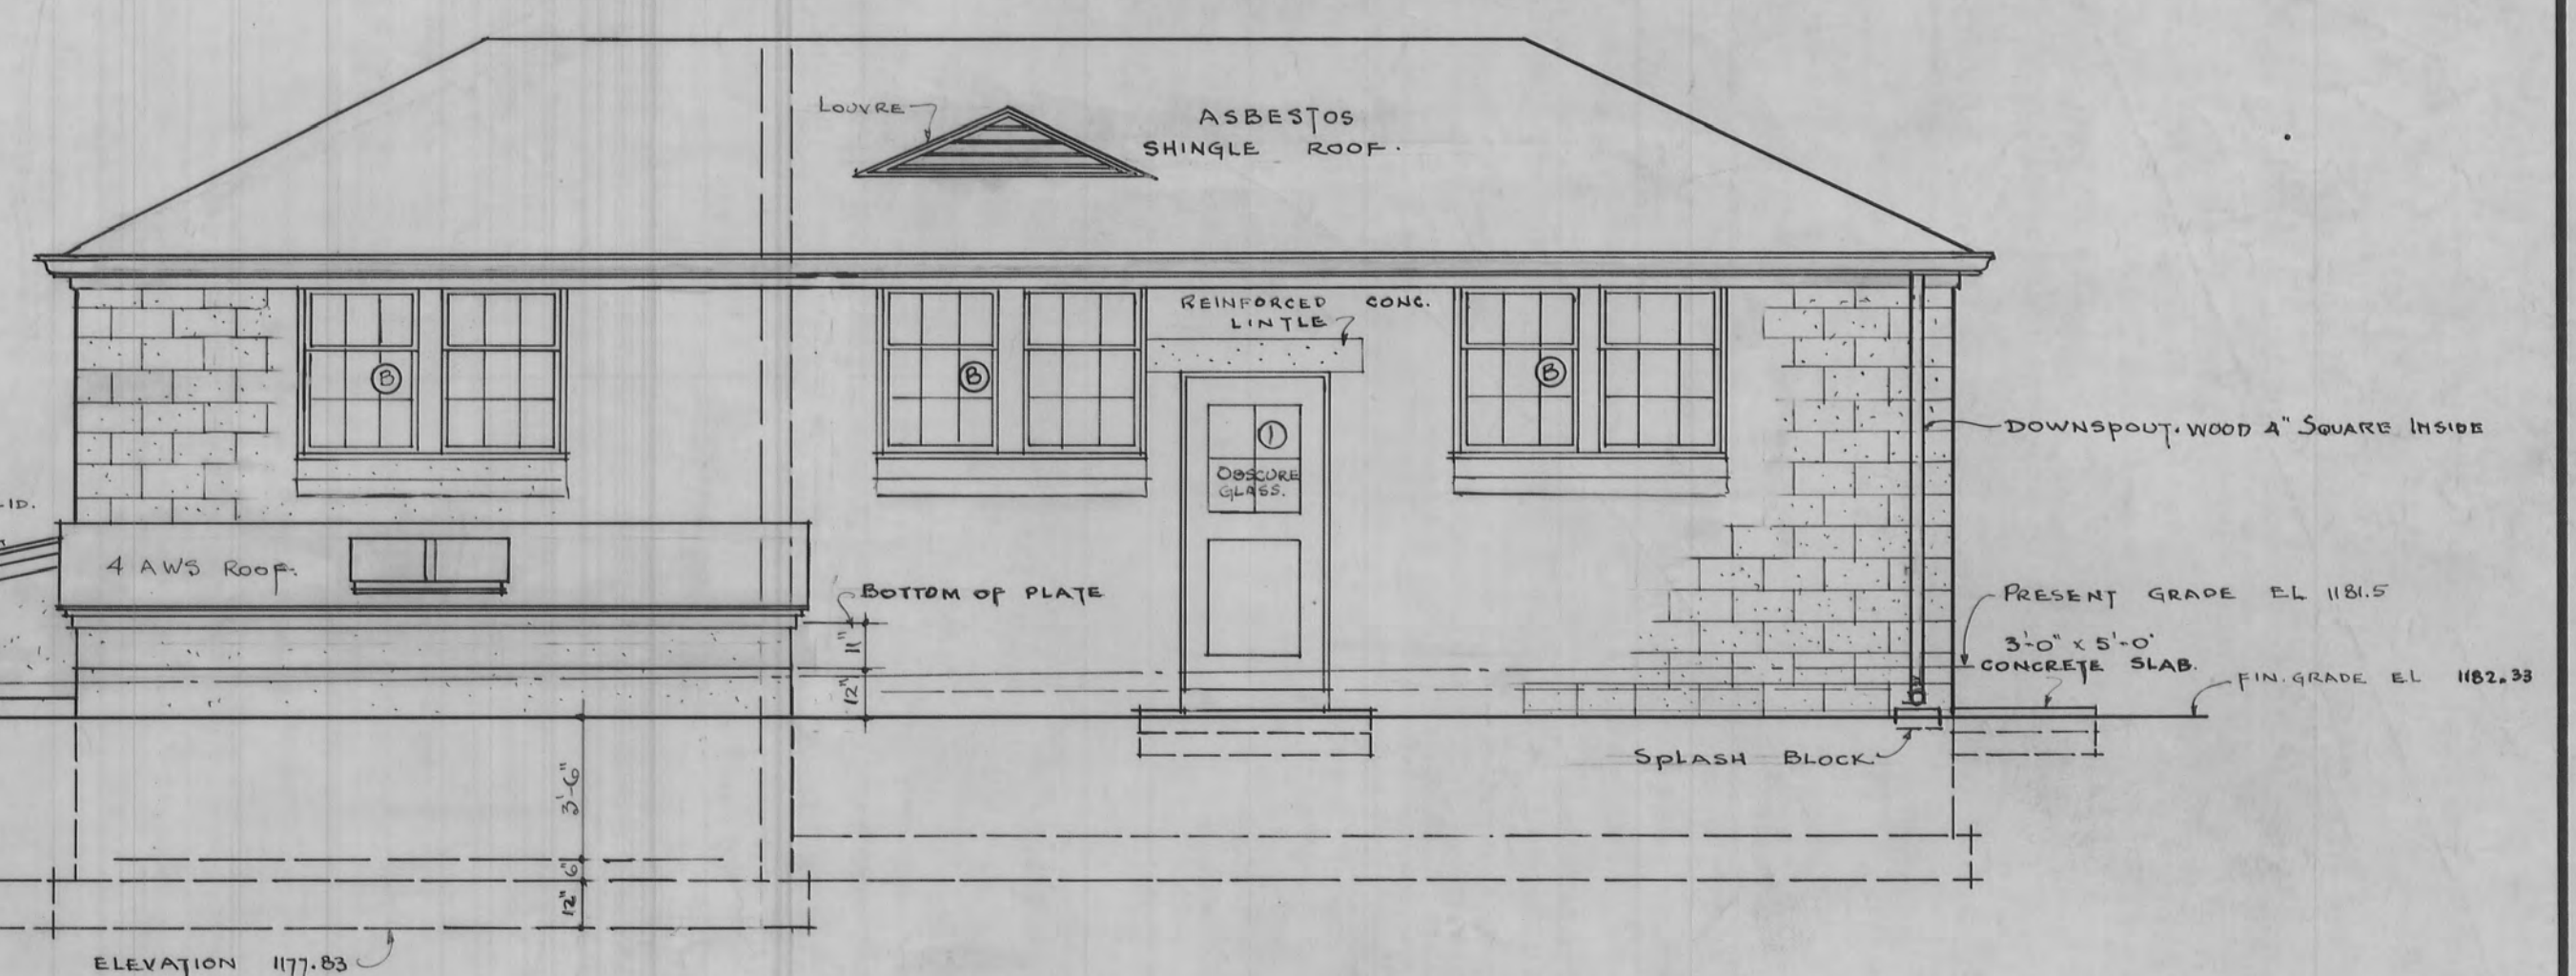 LOUVRE
ASBESTOS
SHINGLE ROOF.
REINFORCED CONC.
LINTLE
B
B
B
1
OBSCURE
GLASS.
DOWNSPOUT. WOOD 4" SQUARE INSIDE
4 AWS ROOF.
BOTTOM OF PLATE
11"
12"
PRESENT GRADE EL 1181.5
3'-0" x 5'-0"
CONCRETE SLAB.
FIN. GRADE EL 1182.33
SPLASH BLOCK
3'-6"
6"
12"
ELEVATION 1177.83